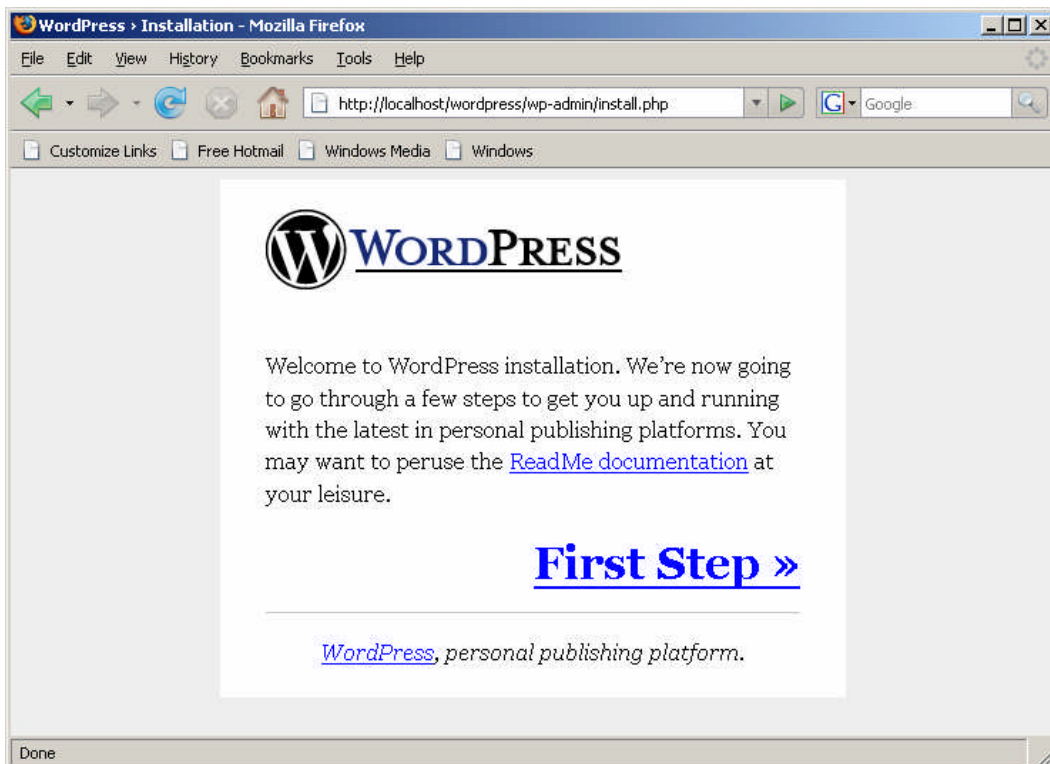 WordPress › Installation - Mozilla Firefox
File Edit View History Bookmarks Tools Help
http://localhost/wordpress/wp-admin/install.php G Google
Customize Links Free Hotmail Windows Media Windows
W WORDPRESS
Welcome to WordPress installation. We’re now going
to go through a few steps to get you up and running
with the latest in personal publishing platforms. You
may want to peruse the ReadMe documentation at
your leisure.
First Step »
WordPress, personal publishing platform.
Done